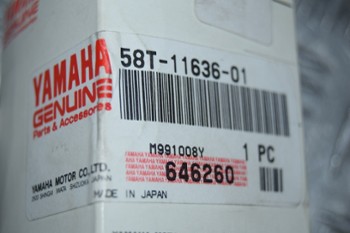 YAMAHA
GENUINE
Parts & Accessories
58T-11636-01
M991008Y
1 PC
646260
YAMAHA MOTOR CO., LTD.
MADE IN JAPAN